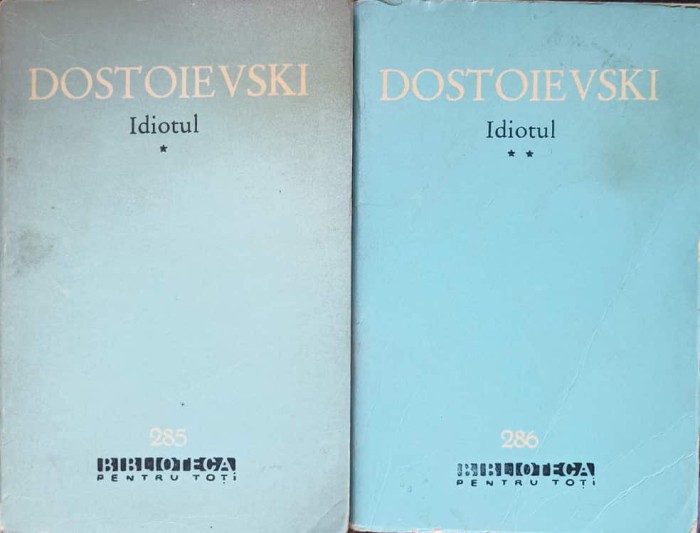 DOSTOIEVSKI
Idiotul
*
285
BIBLIOTECA
PENTRU TOȚI
DOSTOIEVSKI
Idiotul
* *
286
BIBLIOTECA
PENTRU TOȚI